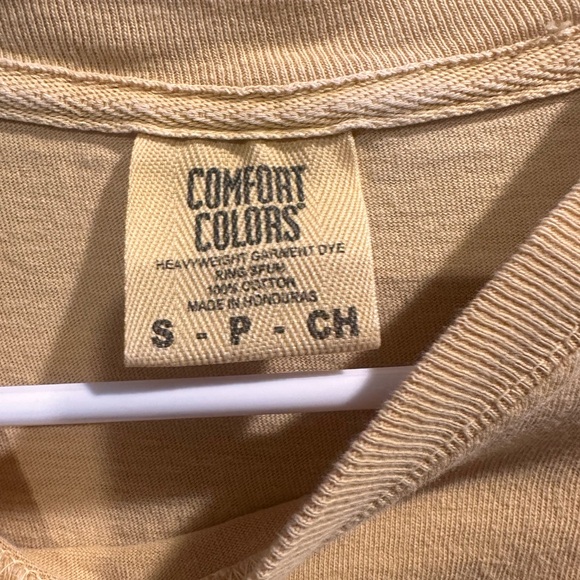 COMFORT
COLORS
HEAVYWEIGHT GARMENT DYE
RING SPUN
100% COTTON
MADE IN HONDURAS
S - P - CH